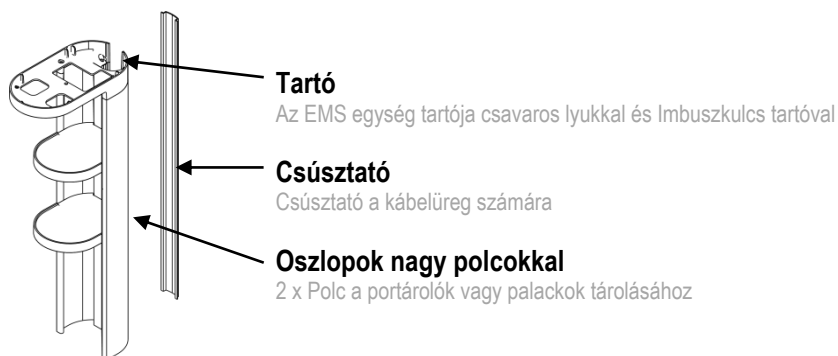 Tartó
Az EMS egység tartója csavaros lyukkal és Imbuszkulcs tartóval
Csúsztató
Csúsztató a kábelüreg számára
Oszlopok nagy polcokkal
2 x Polc a portárolók vagy palackok tárolásához